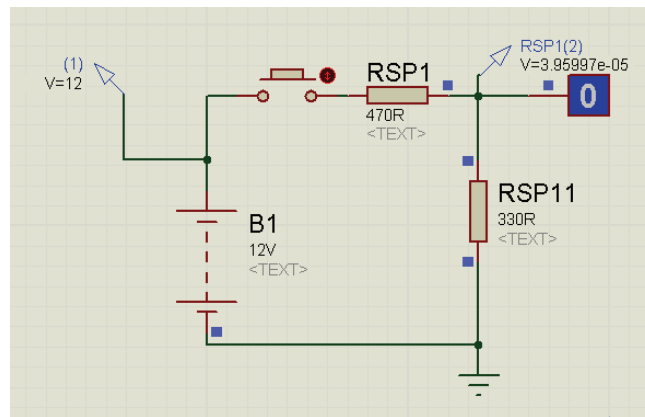 (1)
V=12
RSP1
470R
<TEXT>
RSP1(2)
V=3.95997e-05
0
B1
12V
<TEXT>
RSP11
330R
<TEXT>